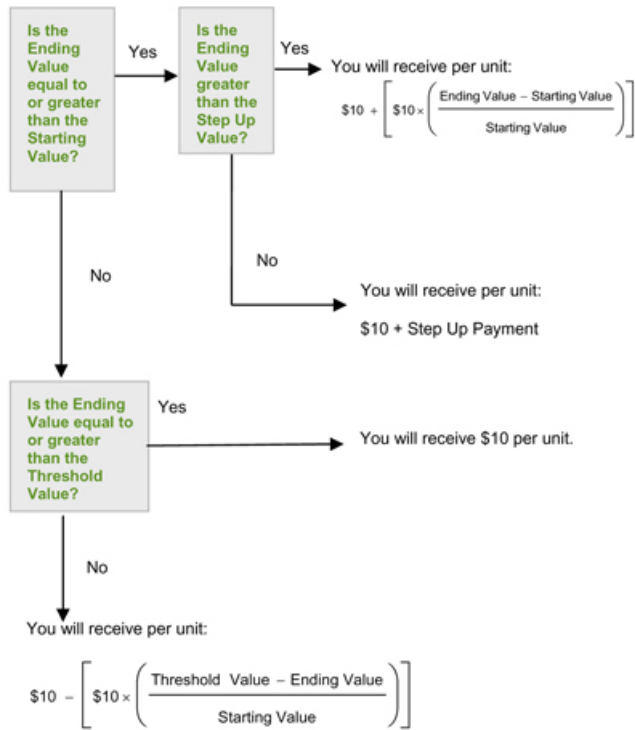 Is the
Ending
Value
equal to
or greater
than the
Starting
Value?
Yes
Is the
Ending
Value
greater
than the
Step Up
Value?
Yes
You will receive per unit:
$10 + [ $10 × ( Ending Value – Starting Value
Starting Value ) ]
No
No
You will receive per unit:
$10 + Step Up Payment
Is the Ending
Value equal to
or greater
than the
Threshold
Value?
Yes
You will receive $10 per unit.
No
You will receive per unit:
$10 – [ $10 × ( Threshold Value – Ending Value
Starting Value ) ]